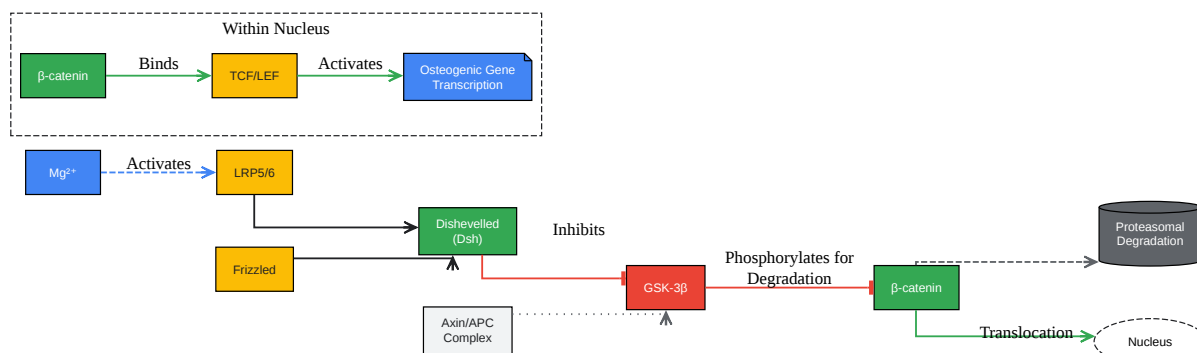 Within Nucleus
β-catenin
Binds
TCF/LEF
Activates
Osteogenic Gene
Transcription
Mg²⁺
Activates
LRP5/6
Frizzled
Dishevelled
(Dsh)
Inhibits
Axin/APC
Complex
GSK-3β
Phosphorylates for
Degradation
β-catenin
Proteasomal
Degradation
Translocation
Nucleus